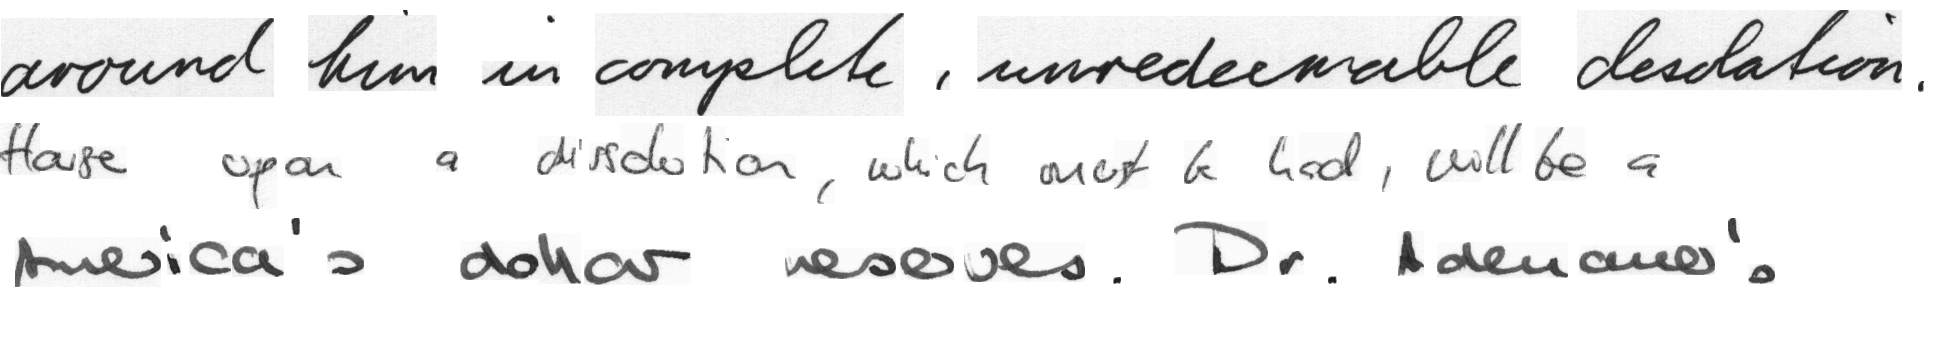 around him in complete, unredeemable desolation.
House upon a dissolution, which must be had, will be a
America's dollar reserves. Dr. Adenauer's